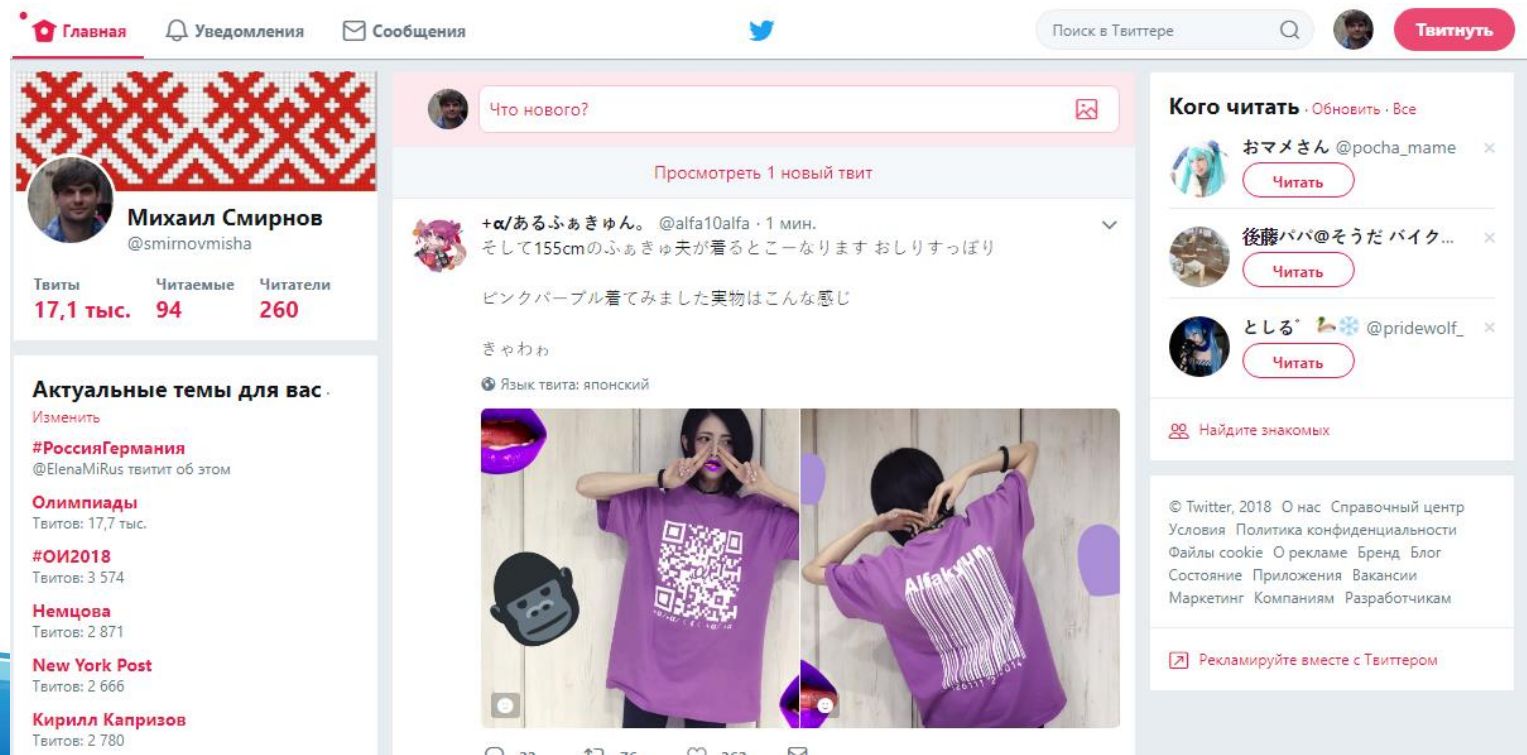 Главная
Уведомления
Сообщения
Поиск в Твиттере
Твитнуть
Михаил Смирнов
@smirnovmisha
Твиты Читаемые Читатели
17,1 тыс. 94 260
Актуальные темы для вас ·
Изменить
#РоссияГермания
@ElenaMiRus твитит об этом
Олимпиады
Твитов: 17,7 тыс.
#ОИ2018
Твитов: 3 574
Немцова
Твитов: 2 871
New York Post
Твитов: 2 666
Кирилл Капризов
Твитов: 2 780
Что нового?
Просмотреть 1 новый твит
+α/あるふぁきゅん。 @alfa10alfa · 1 мин.
そして155cmのふぁきゅ夫が着るとこーなります おしりすっぽり
ピンクパープル着てみました実物はこんな感じ
きゃわゎ
Язык твита: японский
Alfakyun.
Кого читать · Обновить · Все
おマメさん @pocha_mame
Читать
後藤パパ@そうだ バイク...
Читать
としる゛ @pridewolf_
Читать
Найдите знакомых
© Twitter, 2018 О нас Справочный центр
Условия Политика конфиденциальности
Файлы cookie О рекламе Бренд Блог
Состояние Приложения Вакансии
Маркетинг Компаниям Разработчикам
Рекламируйте вместе с Твиттером